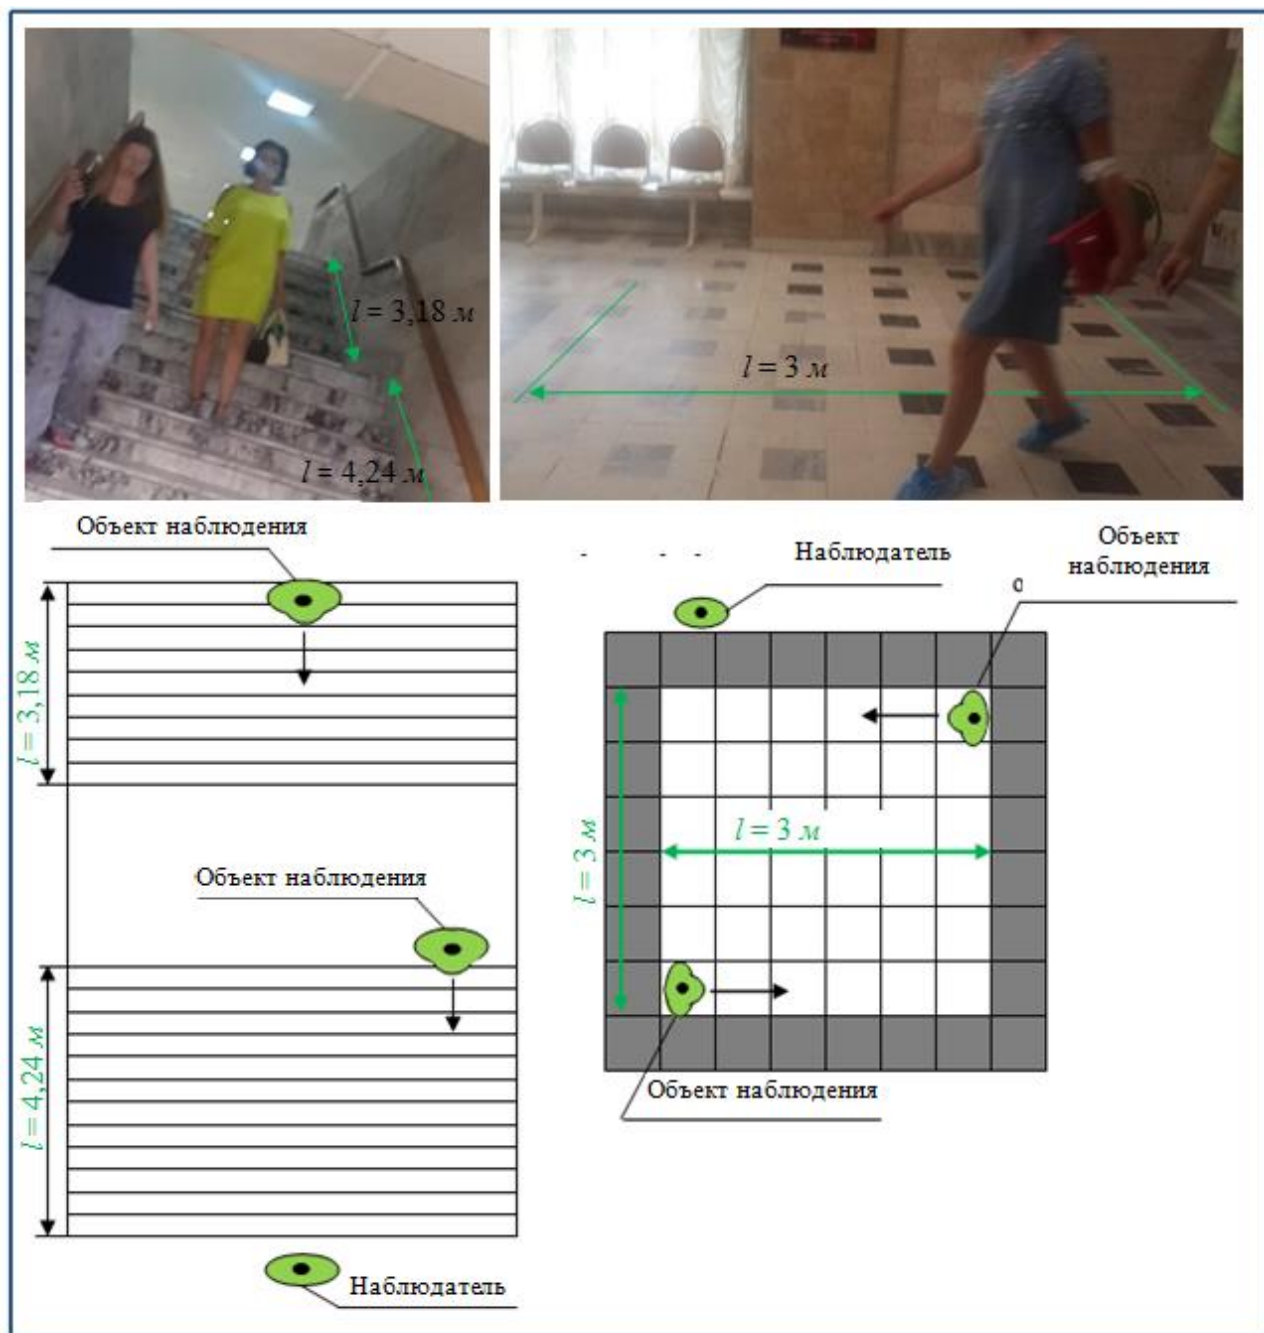 l = 3,18 м
l = 4,24 м
l = 3 м
Объект наблюдения
l = 3,18 м
Объект наблюдения
l = 4,24 м
Наблюдатель
Наблюдатель
Объект
наблюдения
l = 3 м
l = 3 м
Объект наблюдения